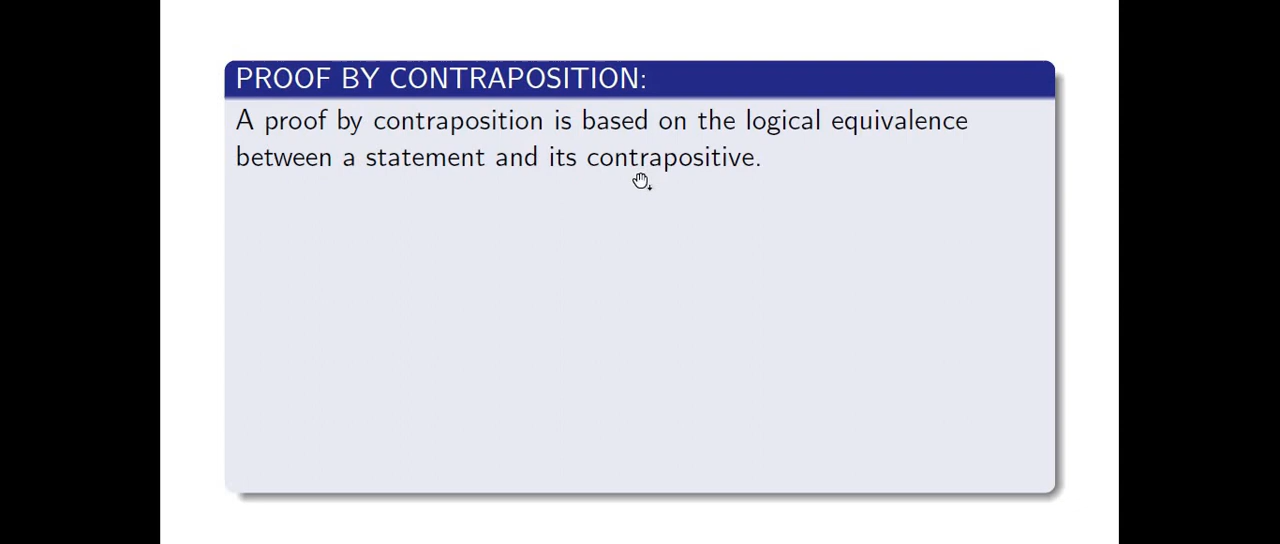 PROOF BY CONTRAPOSITION:
A proof by contraposition is based on the logical equivalence
between a statement and its contrapositive.